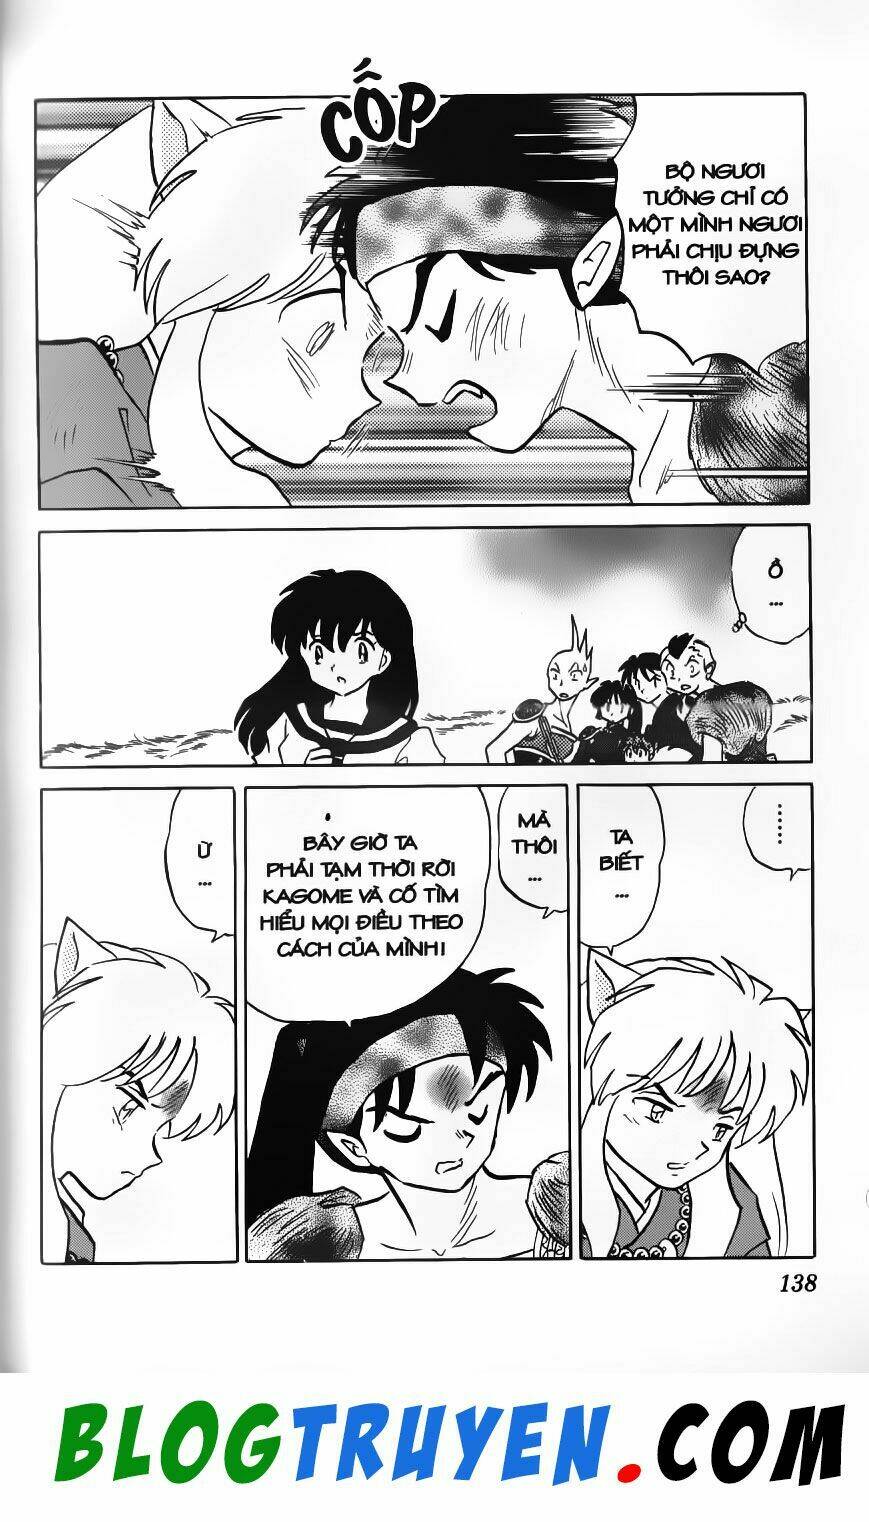 CỐP
BỘ NGƯƠI
TƯỞNG CHỈ CÓ
MỘT MÌNH NGƯƠI
PHẢI CHỊU ĐỰNG
THÔI SAO?
Ồ
...
......
TA
BIẾT
...
MÀ
THÔI
...
BÂY GIỜ TA
PHẢI TẠM THỜI RỜI
KAGOME VÀ CỐ TÌM
HIỂU MỌI ĐIỀU THEO
CÁCH CỦA MÌNH!
Ừ
...
138
BLOGTRUYEN.COM